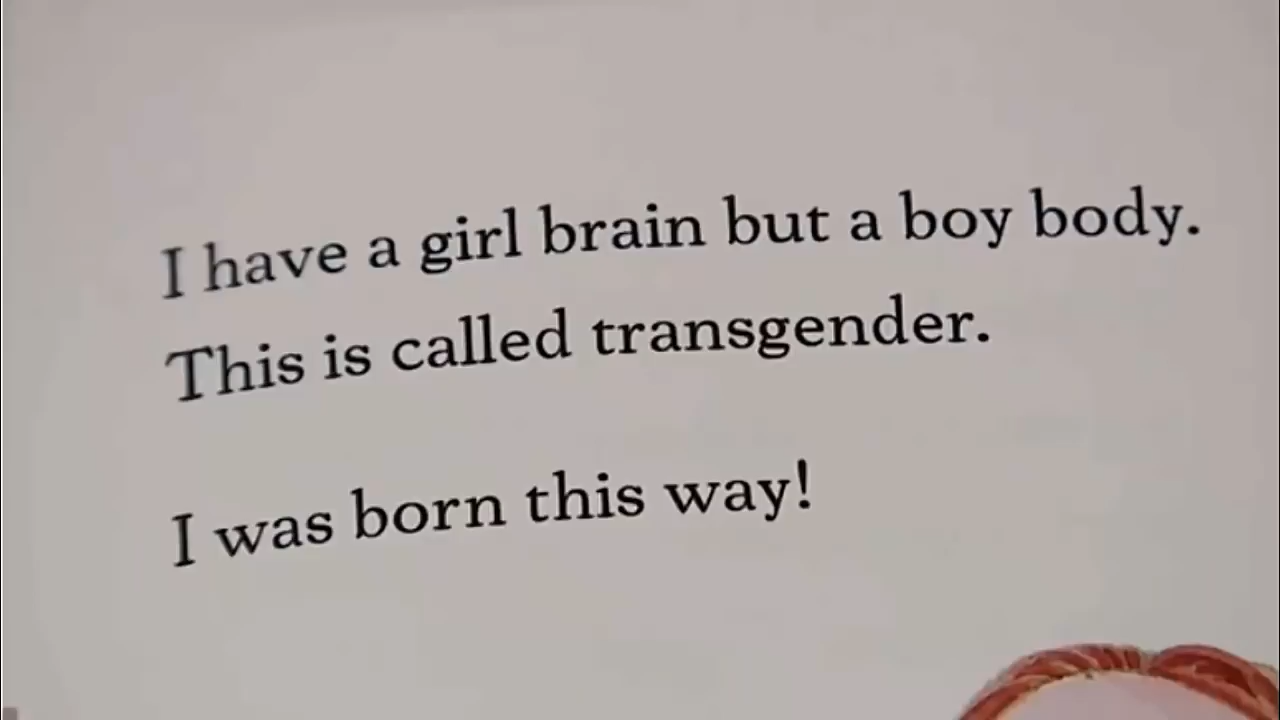 I have a girl brain but a boy body.
This is called transgender.
I was born this way!